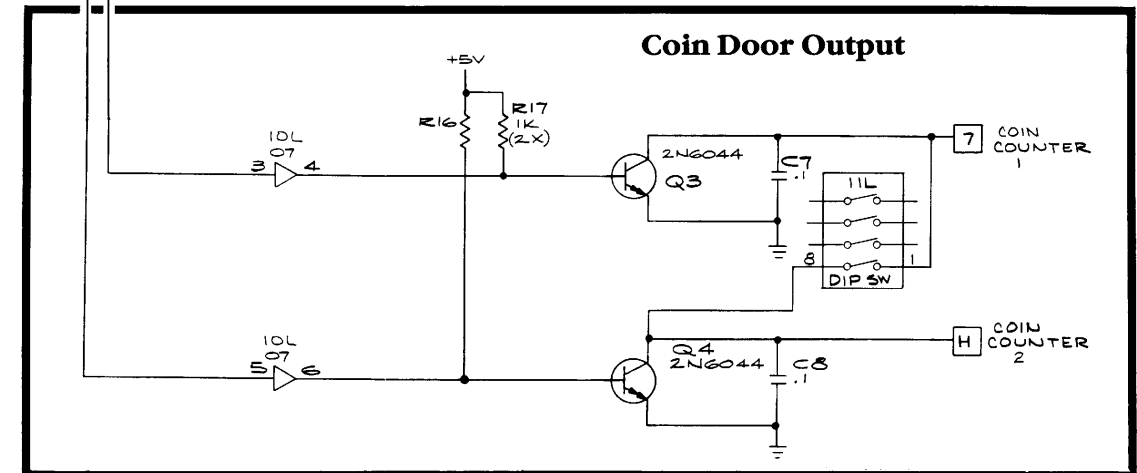 Coin Door Output
+5V
R16
R17
1K
(2X)
10L
07
3
4
2N6044
Q3
C7
.1
7
COIN
COUNTER
1
11L
8
1
DIP SW
10L
07
5
6
Q4
2N6044
C8
.1
H
COIN
COUNTER
2